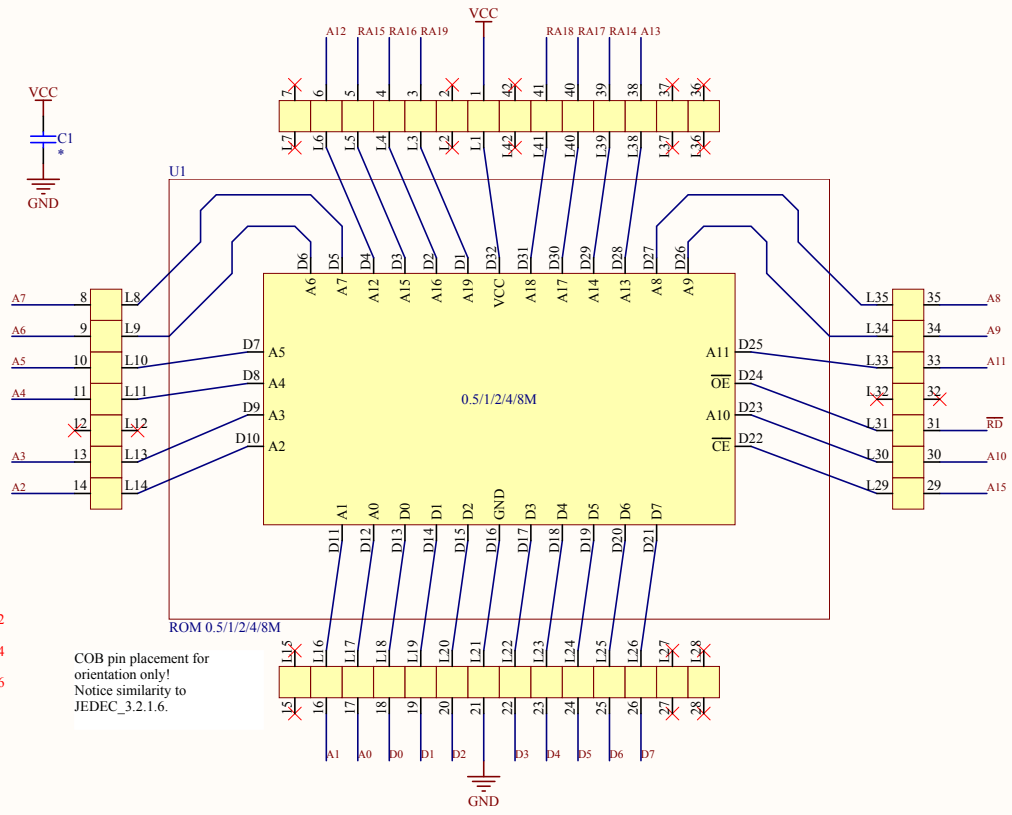 VCC
A12 RA15 RA16 RA19 RA18 RA17 RA14 A13
7 6 5 4 3 2 1 42 41 40 39 38 37 36
L7 L6 L5 L4 L3 L2 L1 L42 L41 L40 L39 L38 L37 L36
VCC
C1
*
GND
U1
D6 D5 D4 D3 D2 D1 D32 D31 D30 D29 D28 D27 D26
A6 A7 A12 A15 A16 A19 VCC A18 A17 A14 A13 A8 A9
A7 8 L8 L35 35 A8
A6 9 L9 L34 34 A9
A5 10 L10 D7 A5 A11 D25 L33 33 A11
A4 11 L11 D8 A4 OE D24 L32 32
0.5/1/2/4/8M
12 L12 D9 A3 A10 D23 L31 31 RD
A3 13 L13 D10 A2 CE D22 L30 30 A10
A2 14 L14 L29 29 A15
A1 A0 D0 D1 D2 GND D3 D4 D5 D6 D7
D11 D12 D13 D14 D15 D16 D17 D18 D19 D20 D21
ROM 0.5/1/2/4/8M
2
4
6
COB pin placement for
orientation only!
Notice similarity to
JEDEC_3.2.1.6.
L15 L16 L17 L18 L19 L20 L21 L22 L23 L24 L25 L26 L27 L28
15 16 17 18 19 20 21 22 23 24 25 26 27 28
A1 A0 D0 D1 D2 D3 D4 D5 D6 D7
GND